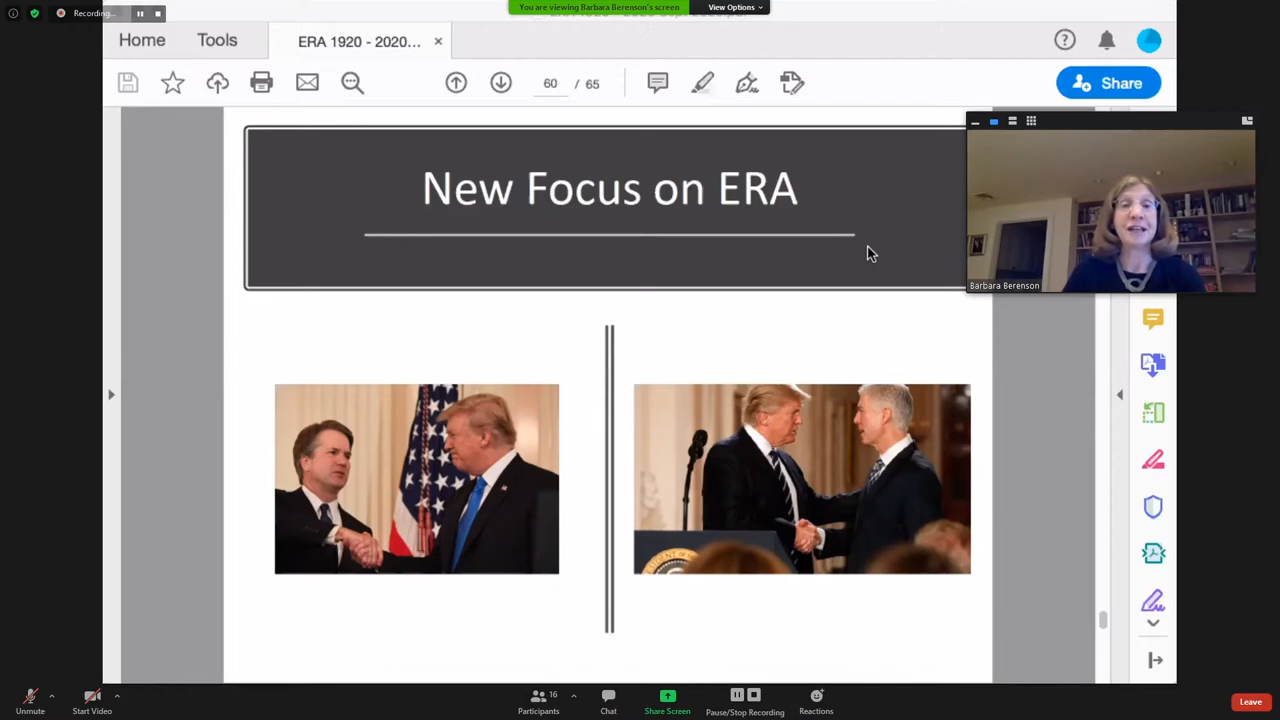 Recording...
You are viewing Barbara Berenson's screen
View Options
Home
Tools
ERA 1920 - 2020...
60 / 65
Share
New Focus on ERA
Barbara Berenson
Unmute
Start Video
16
Participants
Chat
Share Screen
Pause/Stop Recording
Reactions
Leave